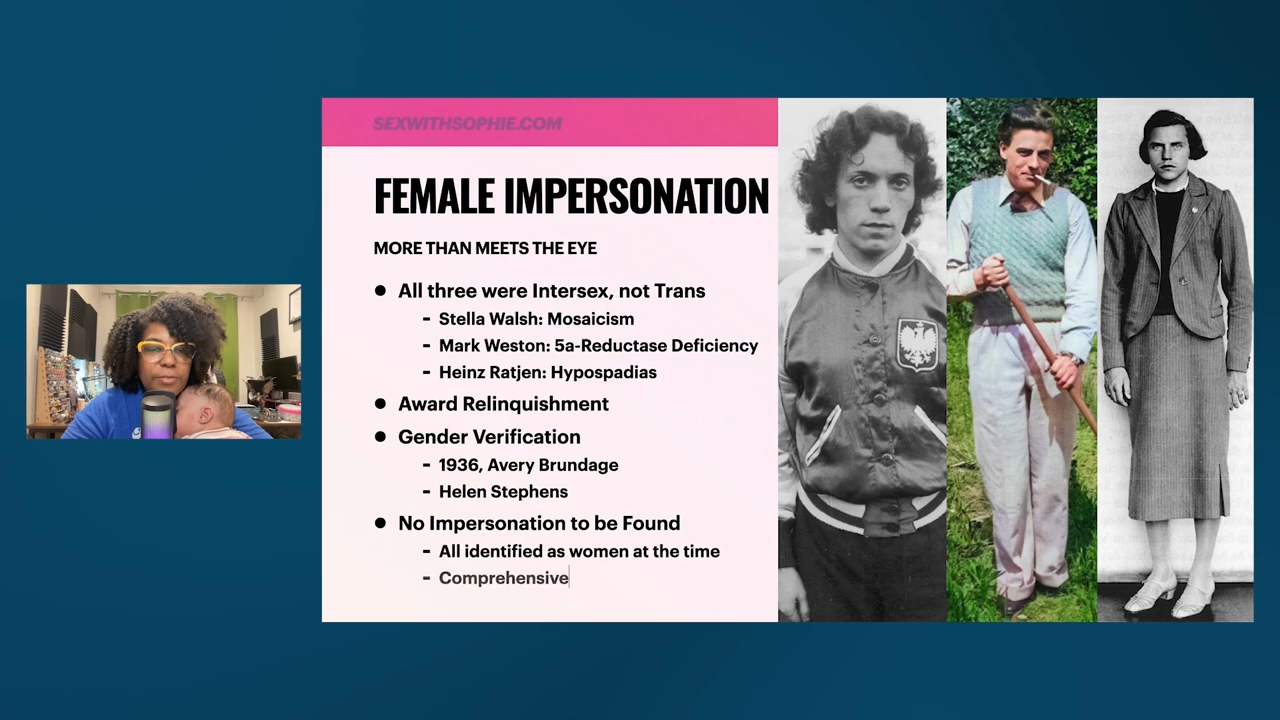 SEXWITHSOPHIE.COM
FEMALE IMPERSONATION
MORE THAN MEETS THE EYE
● All three were Intersex, not Trans
- Stella Walsh: Mosaicism
- Mark Weston: 5a-Reductase Deficiency
- Heinz Ratjen: Hypospadias
● Award Relinquishment
● Gender Verification
- 1936, Avery Brundage
- Helen Stephens
● No Impersonation to be Found
- All identified as women at the time
- Comprehensive